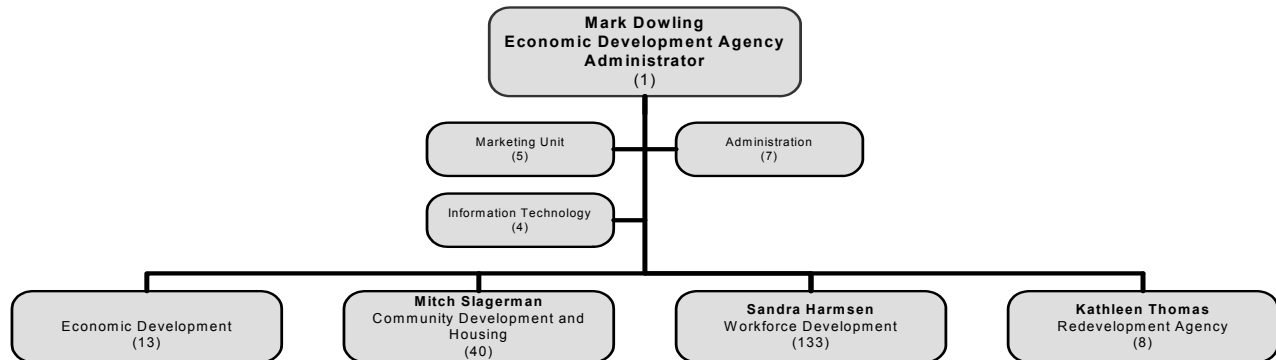 Mark Dowling
Economic Development Agency
Administrator
(1)
Marketing Unit
(5)
Administration
(7)
Information Technology
(4)
Economic Development
(13)
Mitch Slagerman
Community Development and
Housing
(40)
Sandra Harmsen
Workforce Development
(133)
Kathleen Thomas
Redevelopment Agency
(8)